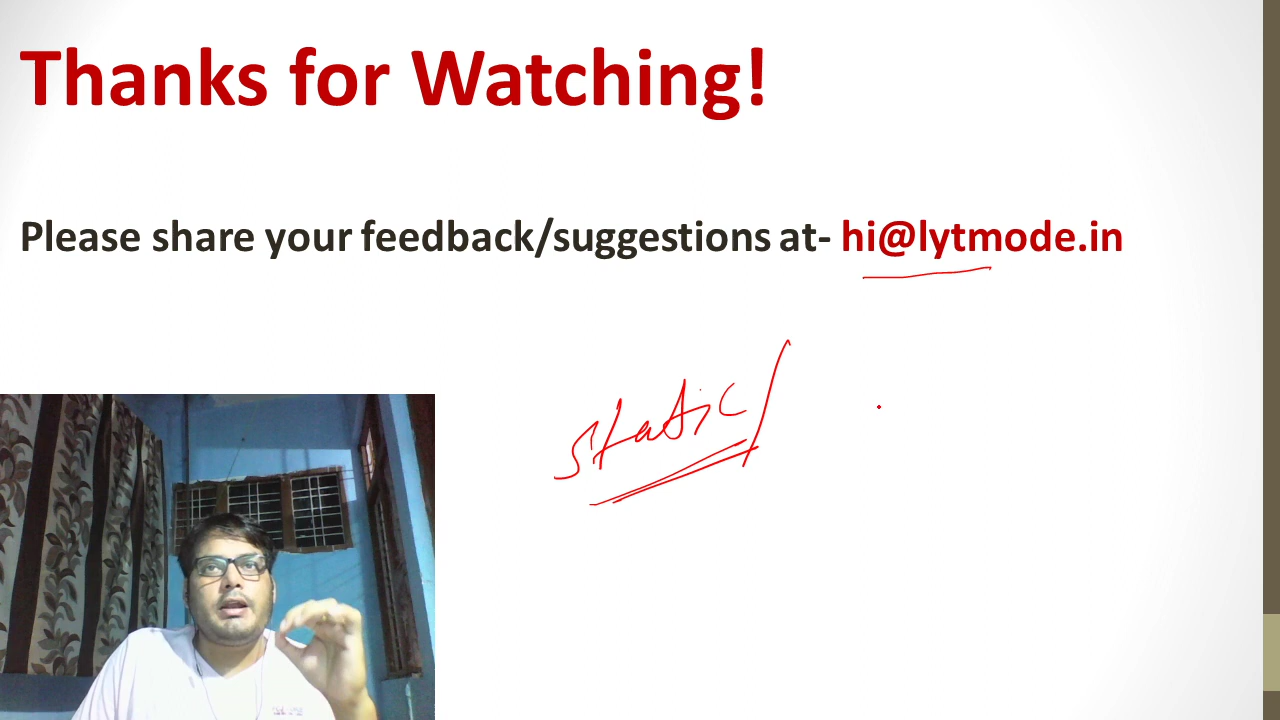 Thanks for Watching!
Please share your feedback/suggestions at- hi@lytmode.in
static/